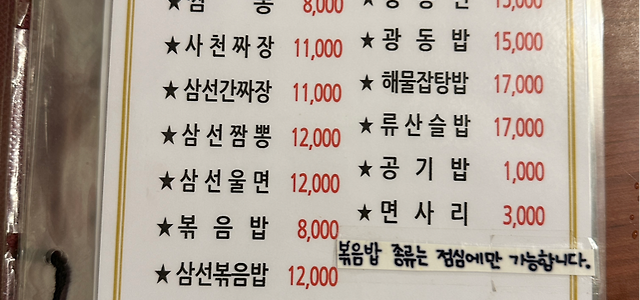 ★ 짬 뽕 8,000
★ 사천짜장 11,000
★ 삼선간짜장 11,000
★ 삼선짬뽕 12,000
★ 삼선울면 12,000
★ 볶음밥 8,000
★ 삼선볶음밥 12,000
15,000
★ 광동밥 15,000
★ 해물잡탕밥 17,000
★ 류산슬밥 17,000
★ 공기밥 1,000
★ 면사리 3,000
볶음밥 종류는 점심에만 가능합니다.